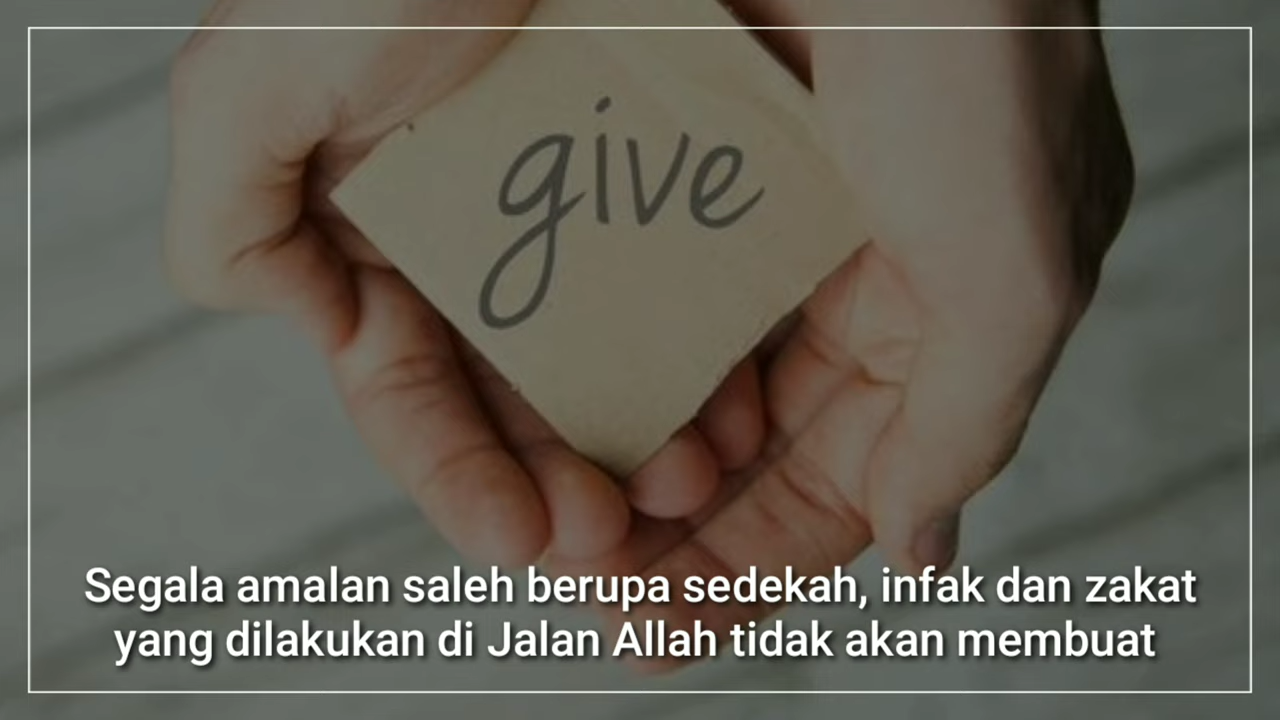 give
Segala amalan saleh berupa sedekah, infak dan zakat
yang dilakukan di Jalan Allah tidak akan membuat